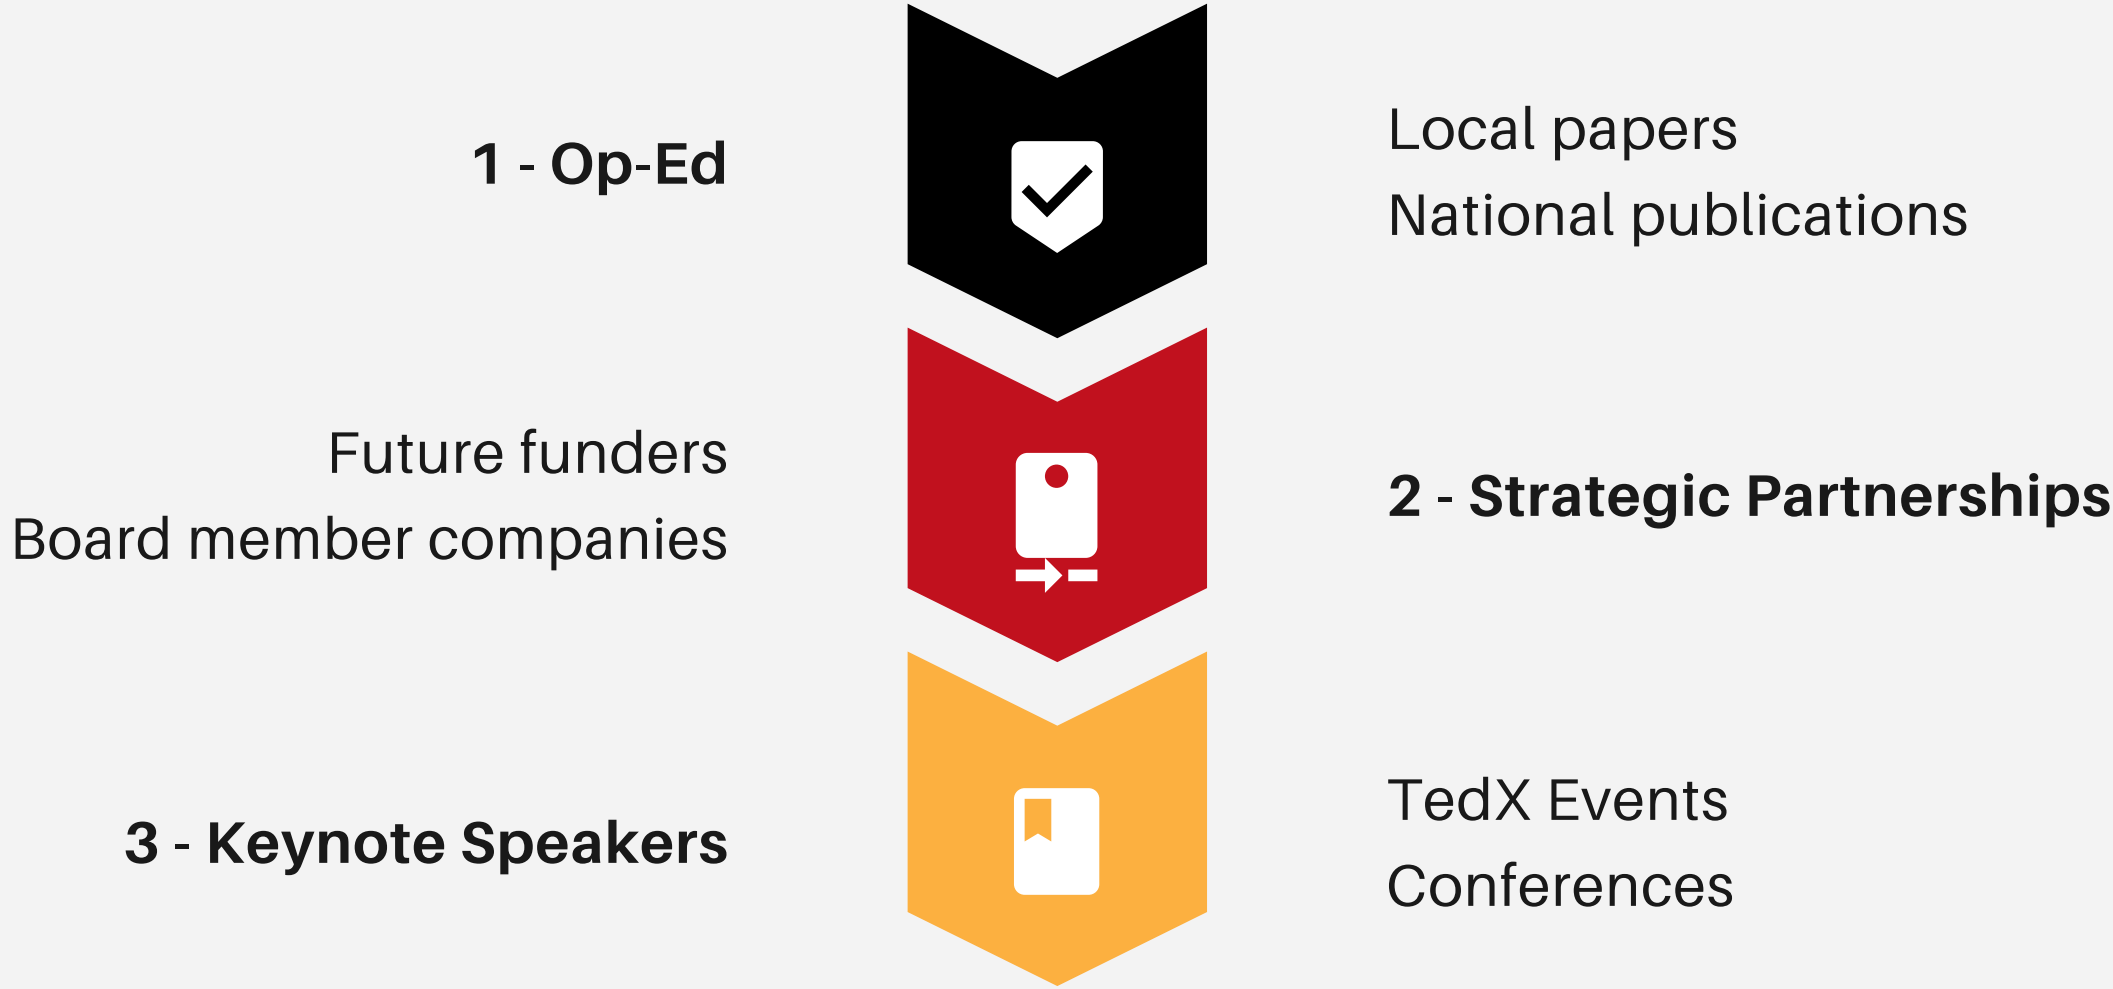 1 - Op-Ed
Local papers
National publications
Future funders
Board member companies
2 - Strategic Partnerships
3 - Keynote Speakers
TedX Events
Conferences